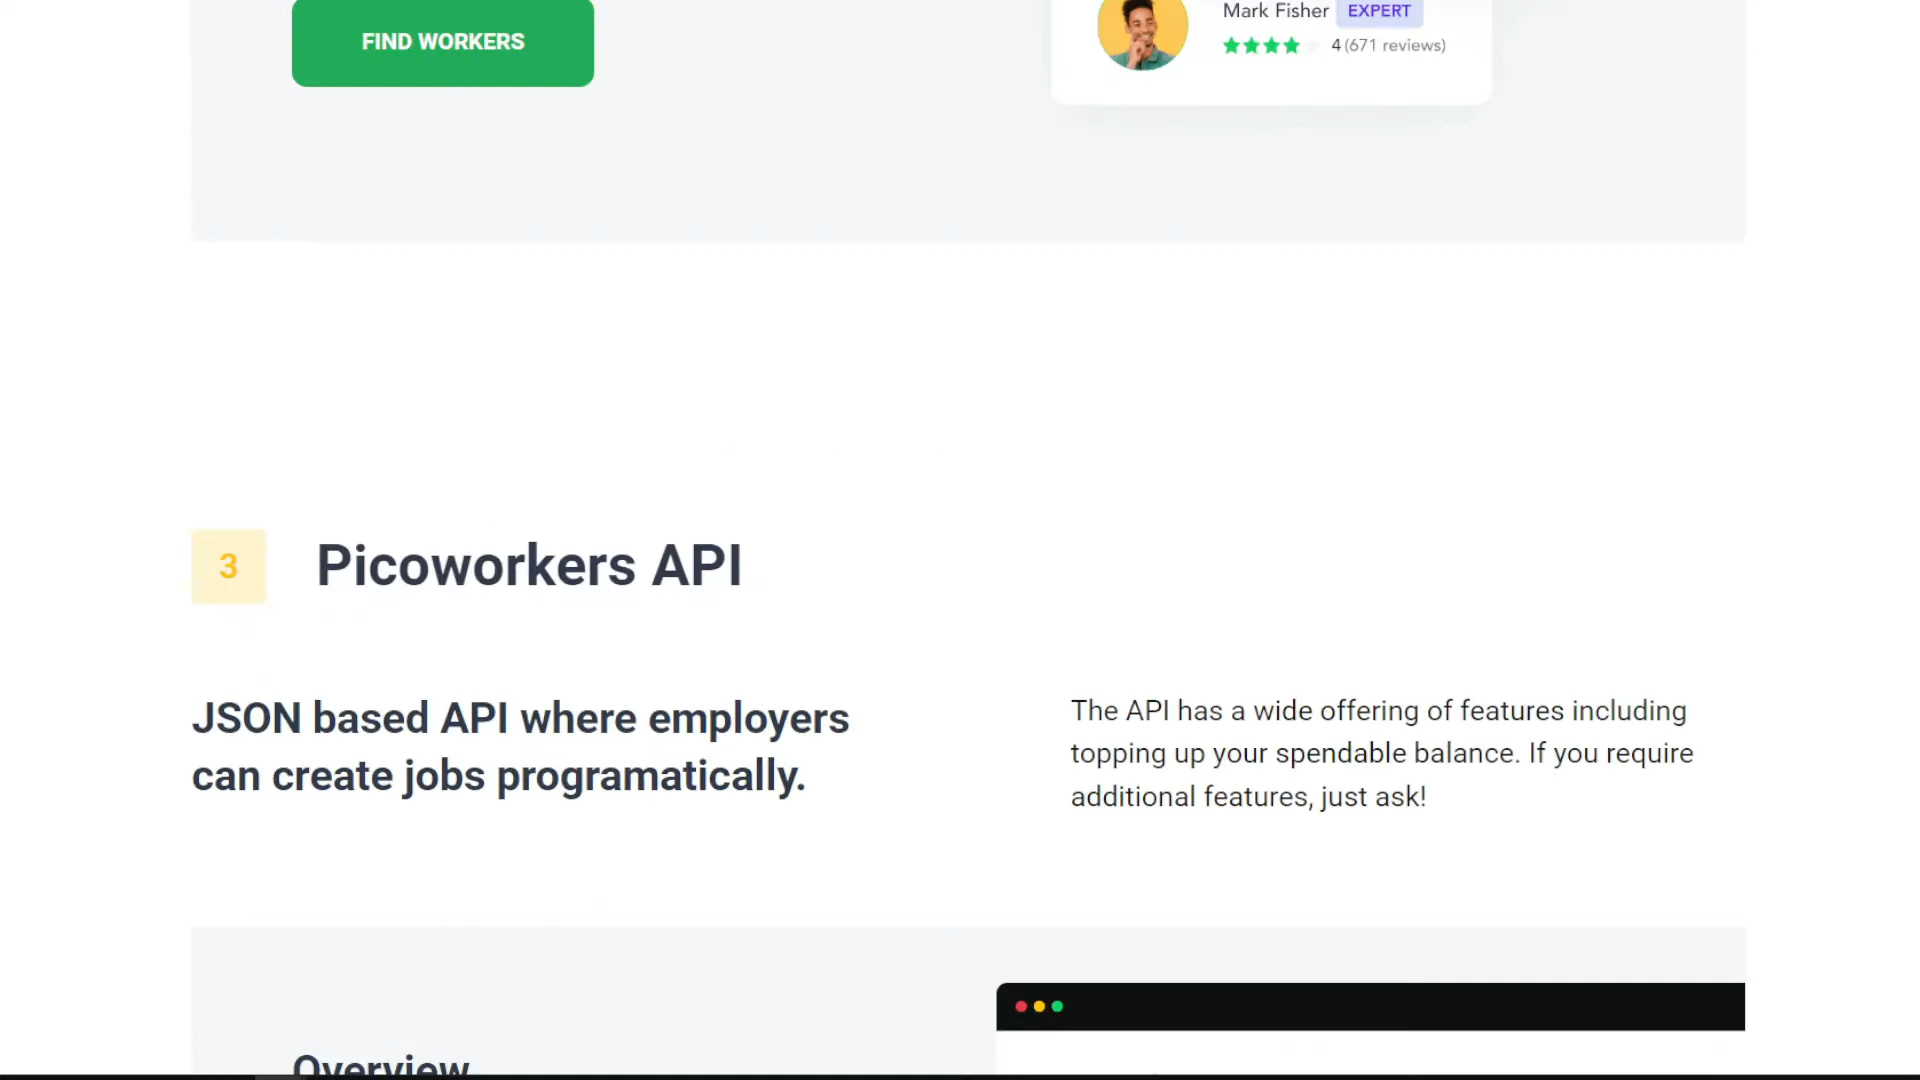 FIND WORKERS
Mark Fisher EXPERT
4 (671 reviews)
3
Picoworkers API
JSON based API where employers
can create jobs programatically.
The API has a wide offering of features including
topping up your spendable balance. If you require
additional features, just ask!
Overview